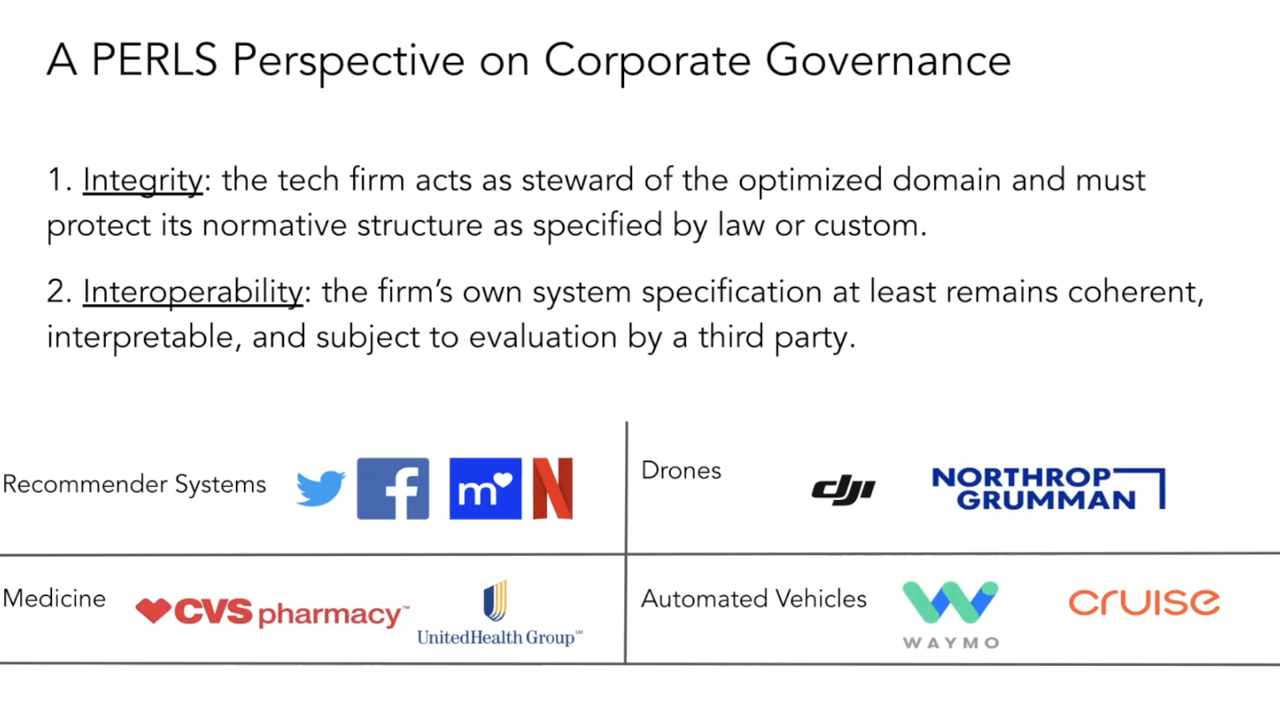 A PERLS Perspective on Corporate Governance
1. Integrity: the tech firm acts as steward of the optimized domain and must
protect its normative structure as specified by law or custom.
2. Interoperability: the firm’s own system specification at least remains coherent,
interpretable, and subject to evaluation by a third party.
Recommender Systems
f
m
N
Drones
dji
NORTHROP
GRUMMAN
Medicine
CVS pharmacy™
UnitedHealth Group℠
Automated Vehicles
WAYMO
cruise